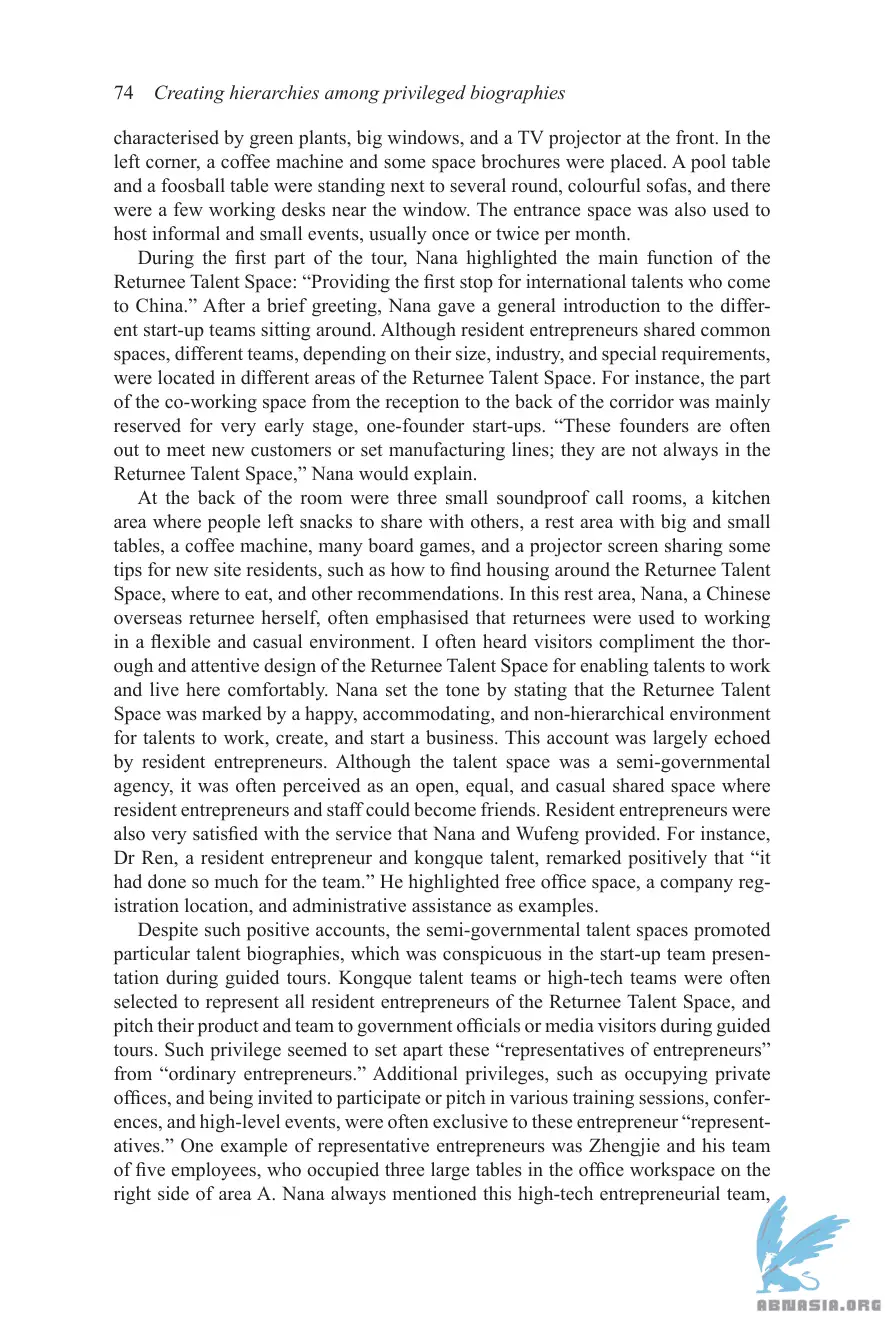 74 Creating hierarchies among privileged biographies
characterised by green plants, big windows, and a TV projector at the front. In the
left corner, a coffee machine and some space brochures were placed. A pool table
and a foosball table were standing next to several round, colourful sofas, and there
were a few working desks near the window. The entrance space was also used to
host informal and small events, usually once or twice per month.
During the first part of the tour, Nana highlighted the main function of the
Returnee Talent Space: “Providing the first stop for international talents who come
to China.” After a brief greeting, Nana gave a general introduction to the differ-
ent start-up teams sitting around. Although resident entrepreneurs shared common
spaces, different teams, depending on their size, industry, and special requirements,
were located in different areas of the Returnee Talent Space. For instance, the part
of the co-working space from the reception to the back of the corridor was mainly
reserved for very early stage, one-founder start-ups. “These founders are often
out to meet new customers or set manufacturing lines; they are not always in the
Returnee Talent Space,” Nana would explain.
At the back of the room were three small soundproof call rooms, a kitchen
area where people left snacks to share with others, a rest area with big and small
tables, a coffee machine, many board games, and a projector screen sharing some
tips for new site residents, such as how to find housing around the Returnee Talent
Space, where to eat, and other recommendations. In this rest area, Nana, a Chinese
overseas returnee herself, often emphasised that returnees were used to working
in a flexible and casual environment. I often heard visitors compliment the thor-
ough and attentive design of the Returnee Talent Space for enabling talents to work
and live here comfortably. Nana set the tone by stating that the Returnee Talent
Space was marked by a happy, accommodating, and non-hierarchical environment
for talents to work, create, and start a business. This account was largely echoed
by resident entrepreneurs. Although the talent space was a semi-governmental
agency, it was often perceived as an open, equal, and casual shared space where
resident entrepreneurs and staff could become friends. Resident entrepreneurs were
also very satisfied with the service that Nana and Wufeng provided. For instance,
Dr Ren, a resident entrepreneur and kongque talent, remarked positively that “it
had done so much for the team.” He highlighted free office space, a company reg-
istration location, and administrative assistance as examples.
Despite such positive accounts, the semi-governmental talent spaces promoted
particular talent biographies, which was conspicuous in the start-up team presen-
tation during guided tours. Kongque talent teams or high-tech teams were often
selected to represent all resident entrepreneurs of the Returnee Talent Space, and
pitch their product and team to government officials or media visitors during guided
tours. Such privilege seemed to set apart these “representatives of entrepreneurs”
from “ordinary entrepreneurs.” Additional privileges, such as occupying private
offices, and being invited to participate or pitch in various training sessions, confer-
ences, and high-level events, were often exclusive to these entrepreneur “represent-
atives.” One example of representative entrepreneurs was Zhengjie and his team
of five employees, who occupied three large tables in the office workspace on the
right side of area A. Nana always mentioned this high-tech entrepreneurial team,
ABNASIA.ORG